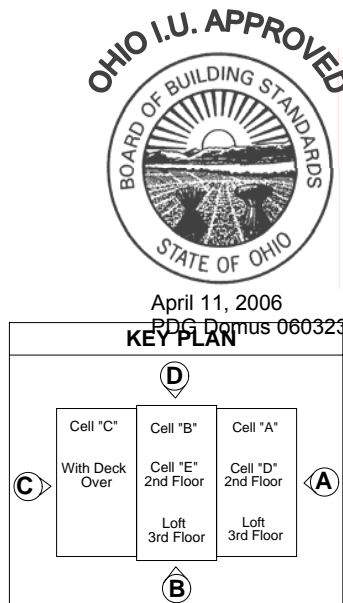 OHIO I.U. APPROVED
BOARD OF BUILDING STANDARDS
STATE OF OHIO
April 11, 2006
PDG Domus 060323
KEY PLAN
D
Cell "C"
Cell "B"
Cell "A"
With Deck
Over
Cell "E"
2nd Floor
Cell "D"
2nd Floor
C
A
Loft
3rd Floor
Loft
3rd Floor
B